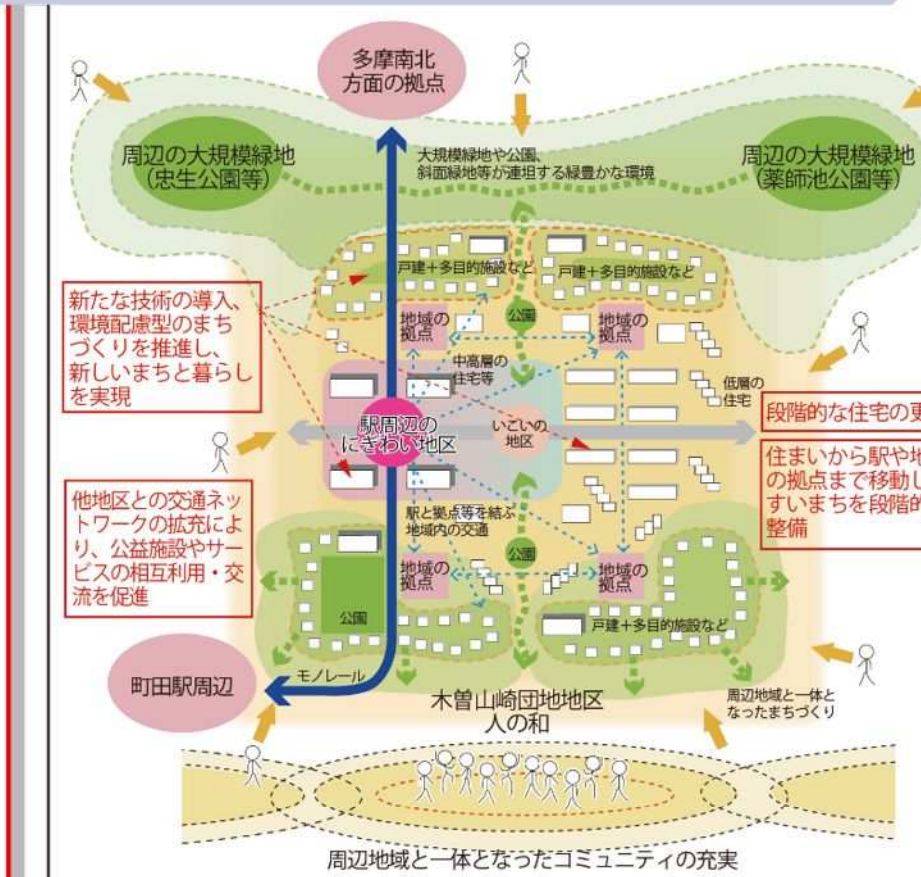 多摩南北
方面の拠点
周辺の大規模緑地
(忠生公園等)
大規模緑地や公園、
斜面緑地等が連坦する緑豊かな環境
周辺の大規模緑地
(薬師池公園等)
戸建+多目的施設など
戸建+多目的施設など
新たな技術の導入、
環境配慮型のまち
づくりを推進し、
新しいまちと暮らし
を実現
地域の
拠点
公園
地域の
拠点
中高層の
住宅等
低層の
住宅
駅周辺の
にぎわい地区
いこいの
地区
段階的な住宅の更
住まいから駅や地
の拠点まで移動し
すいまちを段階的
整備
他地区との交通ネッ
トワークの拡充によ
り、公益施設やサー
ビスの相互利用・交
流を促進
駅と拠点等を結ぶ
地域内の交通
公園
地域の
拠点
地域の
拠点
公園
戸建+多目的施設など
町田駅周辺
モノレール
木曽山崎団地地区
人の和
周辺地域と一体と
なったまちづくり
周辺地域と一体となったコミュニティの充実